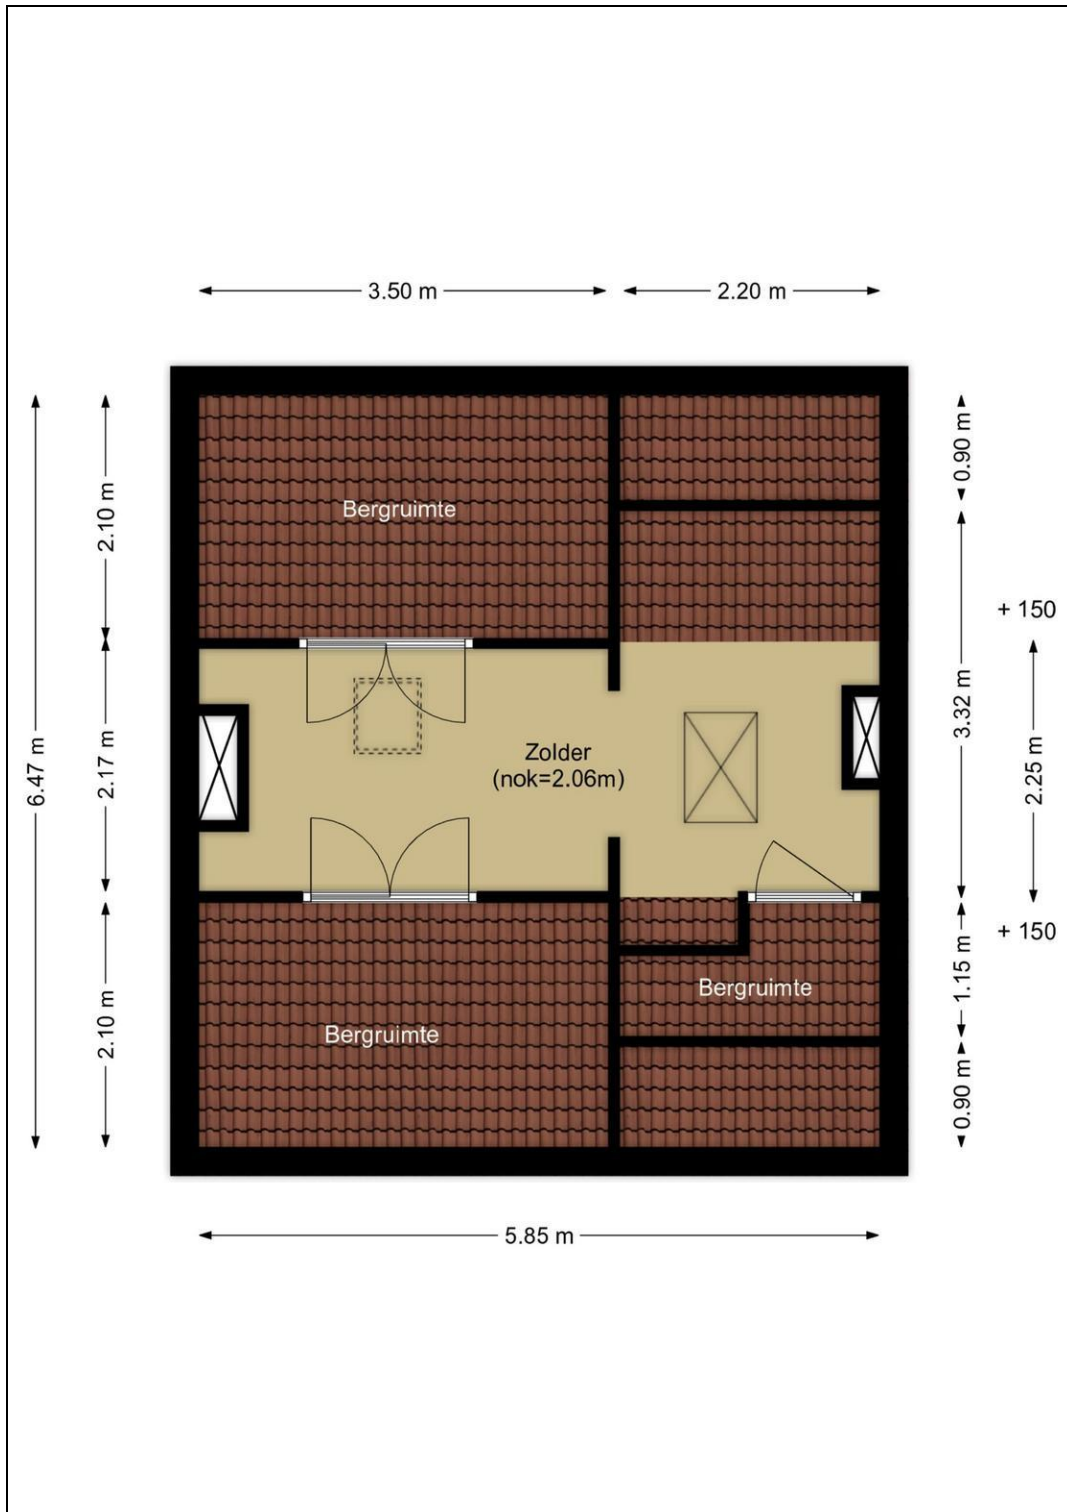 3.50 m
2.20 m
0.90 m
2.10 m
Bergruimte
+ 150
3.32 m
6.47 m
2.17 m
Zolder
(nok=2.06m)
2.25 m
+ 150
1.15 m
Bergruimte
2.10 m
Bergruimte
0.90 m
5.85 m